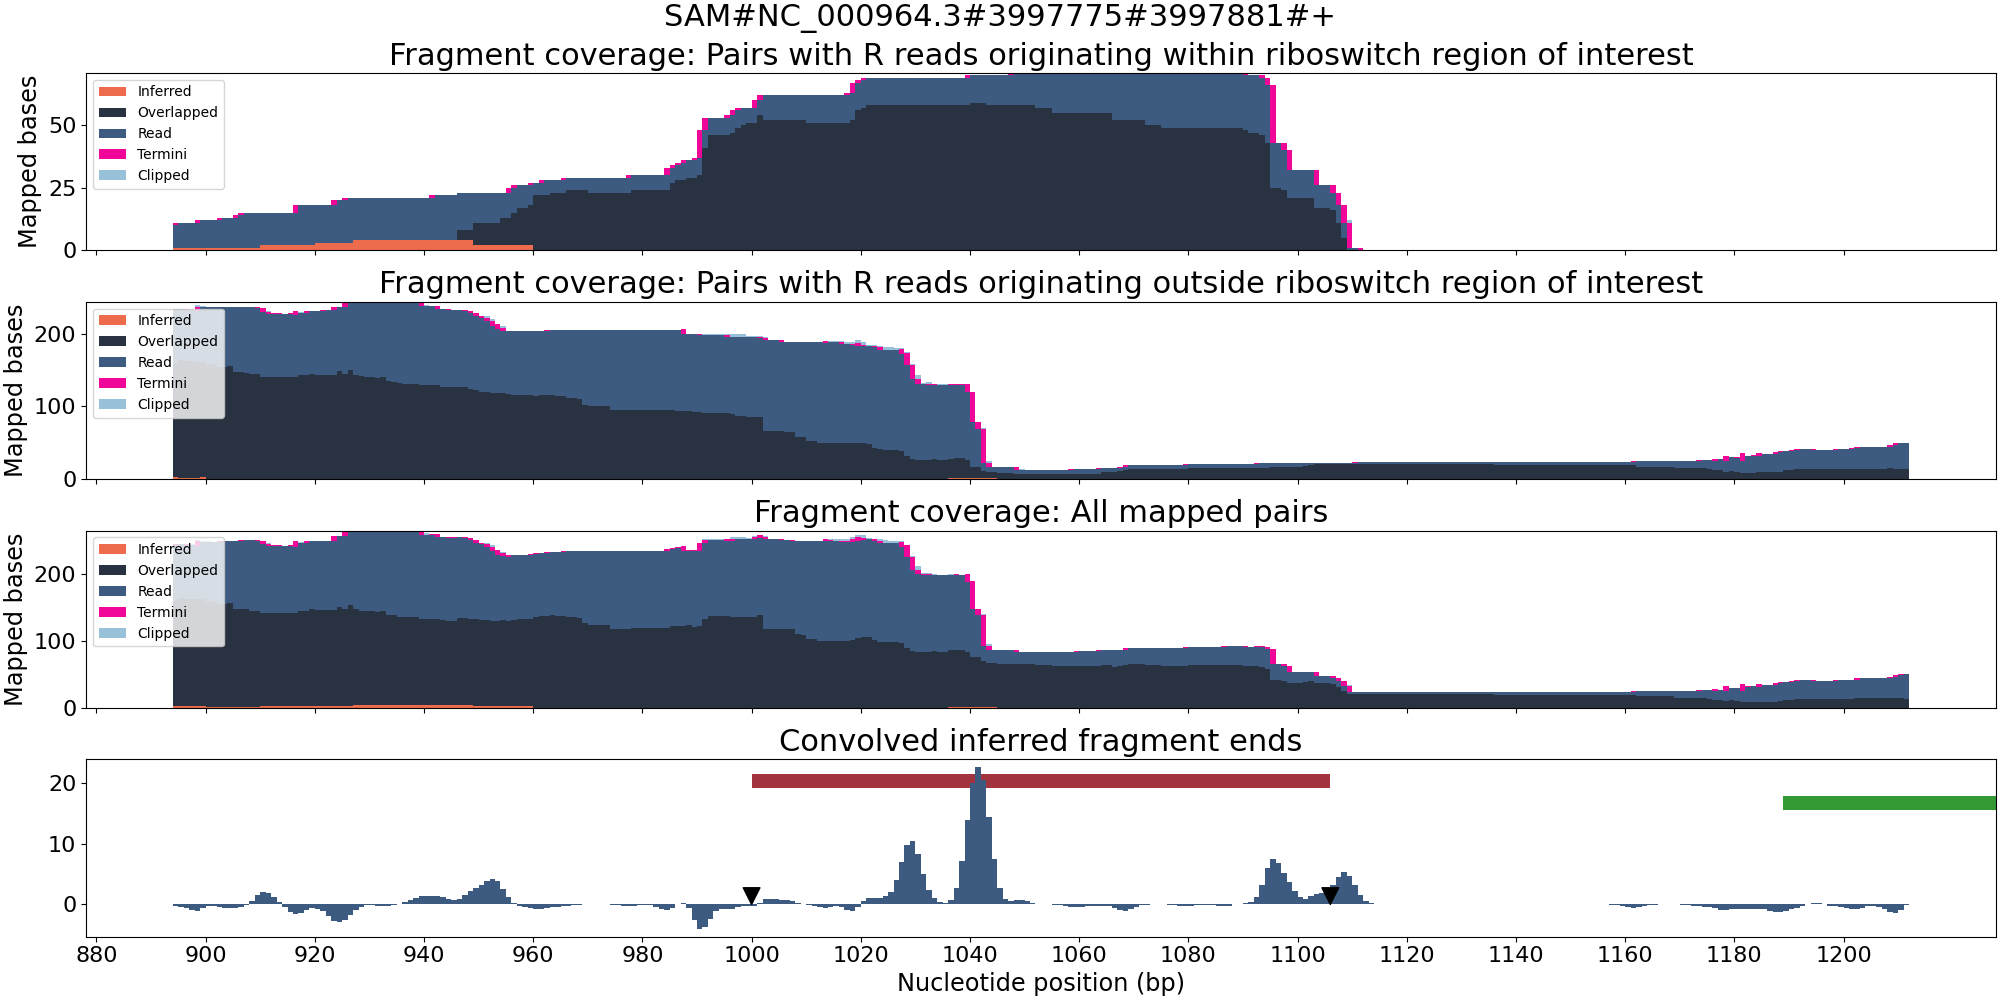 SAM#NC_000964.3#3997775#3997881#+
Fragment coverage: Pairs with R reads originating within riboswitch region of interest
Mapped bases
50
25
0
Inferred
Overlapped
Read
Termini
Clipped
Fragment coverage: Pairs with R reads originating outside riboswitch region of interest
Mapped bases
200
100
0
Inferred
Overlapped
Read
Termini
Clipped
Fragment coverage: All mapped pairs
Mapped bases
200
100
0
Inferred
Overlapped
Read
Termini
Clipped
Convolved inferred fragment ends
20
10
0
880 900 920 940 960 980 1000 1020 1040 1060 1080 1100 1120 1140 1160 1180 1200
Nucleotide position (bp)